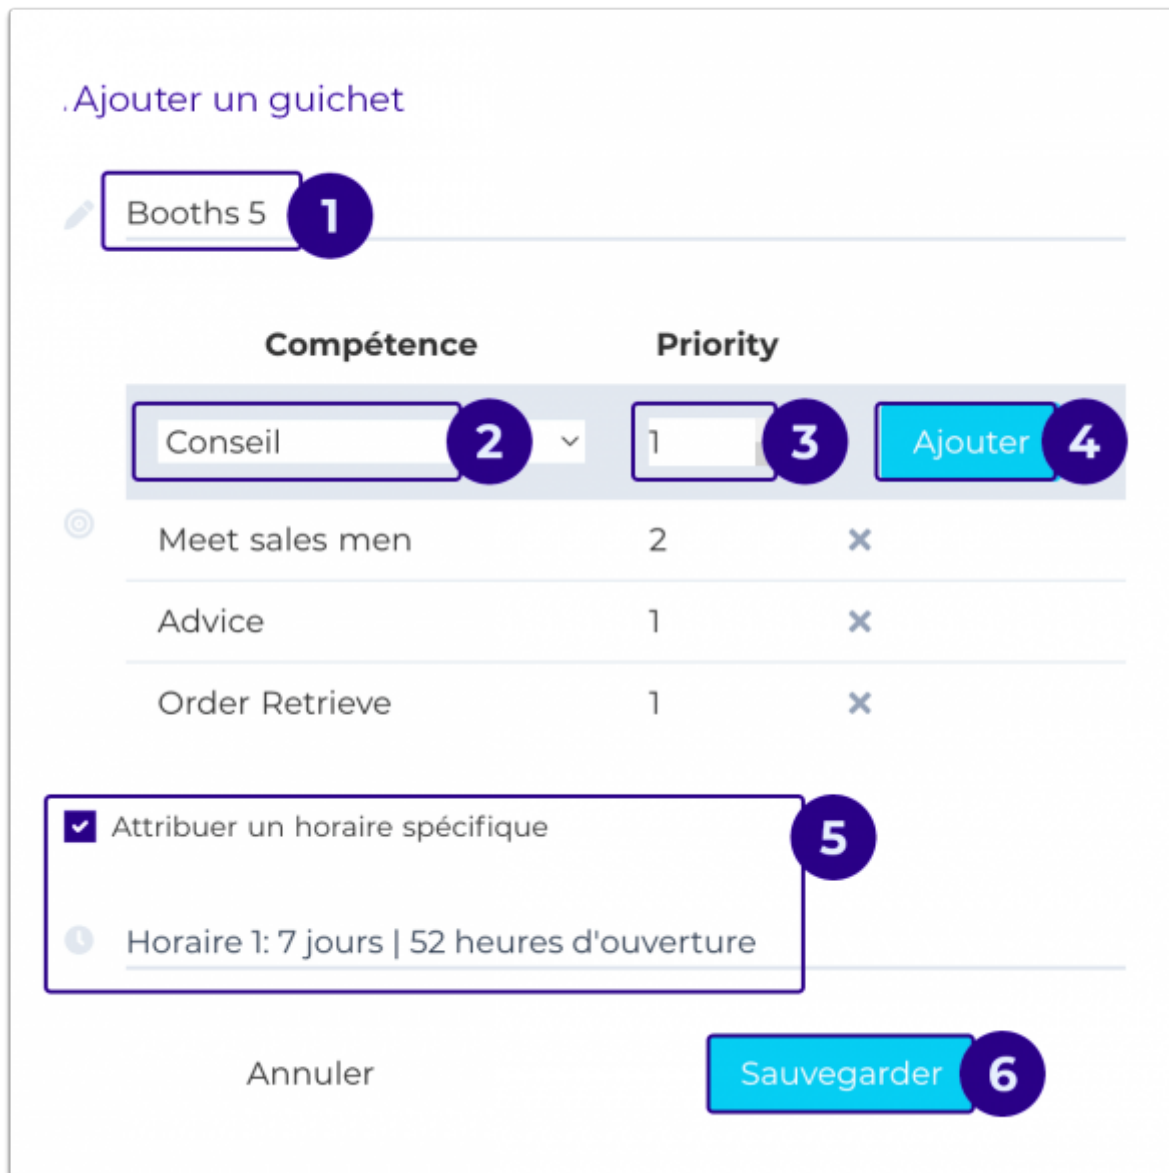 . Ajouter un guichet
Booths 5 1
Compétence Priority
Conseil 2 1 3 Ajouter 4
Meet sales men 2
Advice 1
Order Retrieve 1
Attribuer un horaire spécifique 5
Horaire 1: 7 jours | 52 heures d'ouverture
Annuler Sauvegarder 6